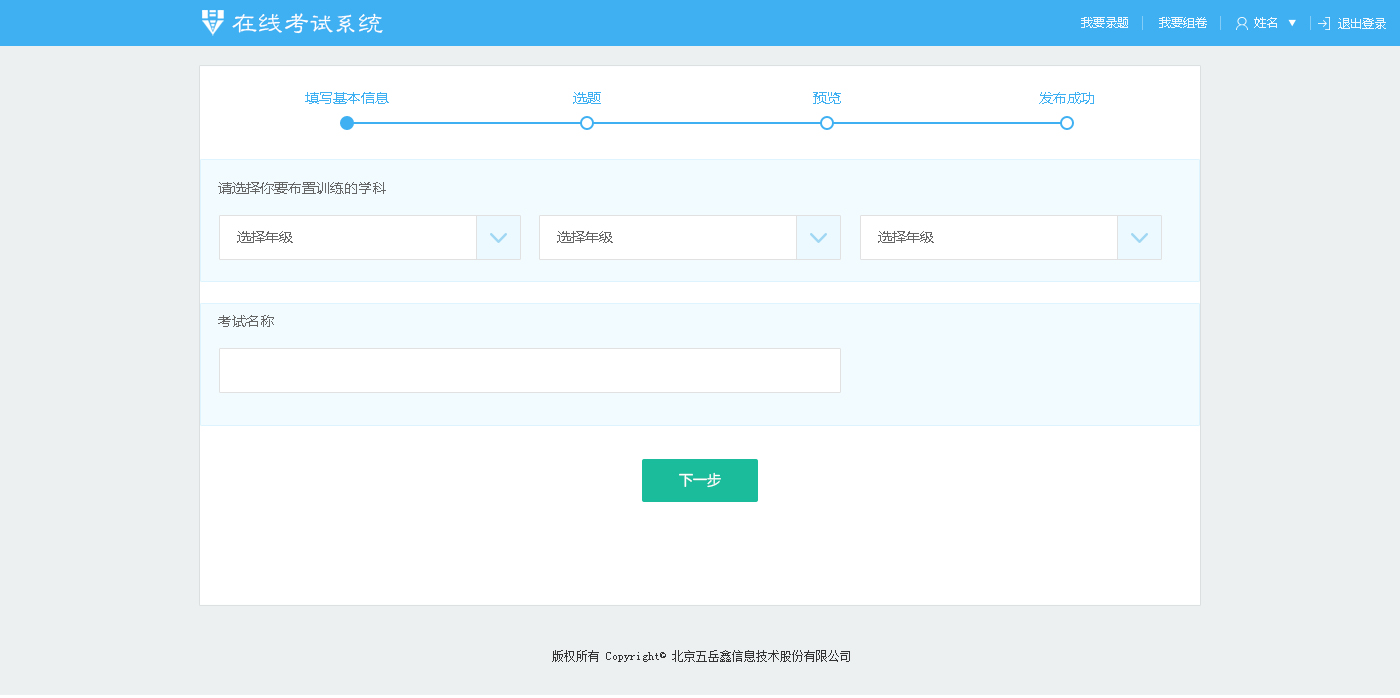 在线考试系统
我要录题 我要组卷 姓名 ▼ 退出登录
填写基本信息 选题 预览 发布成功
请选择你要布置训练的学科
选择年级 选择年级 选择年级
考试名称
下一步
版权所有 Copyright© 北京五岳鑫信息技术股份有限公司